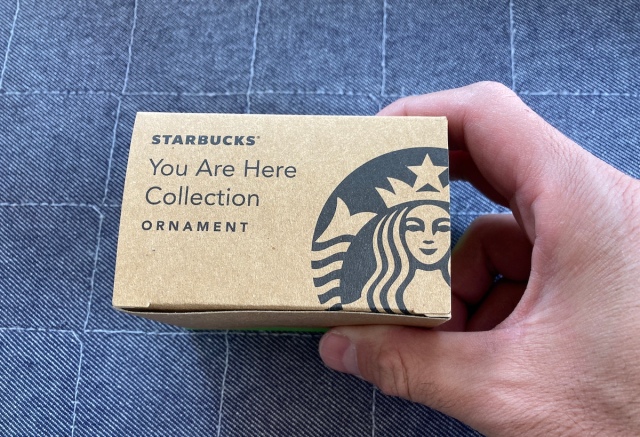 STARBUCKS®
You Are Here
Collection
ORNAMENT